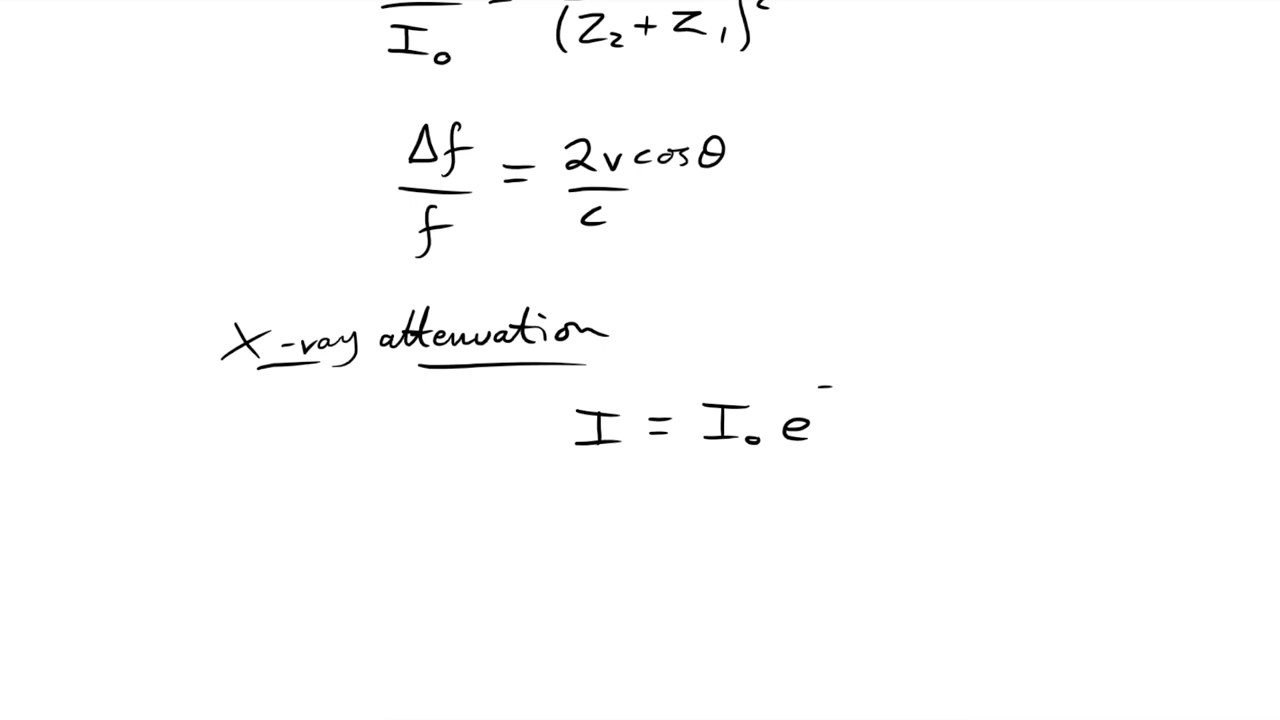 I₀ = (Z₂ + Z₁)²
Δf/f = 2v cosθ/c
X-ray attenuation
I = I₀ e⁻